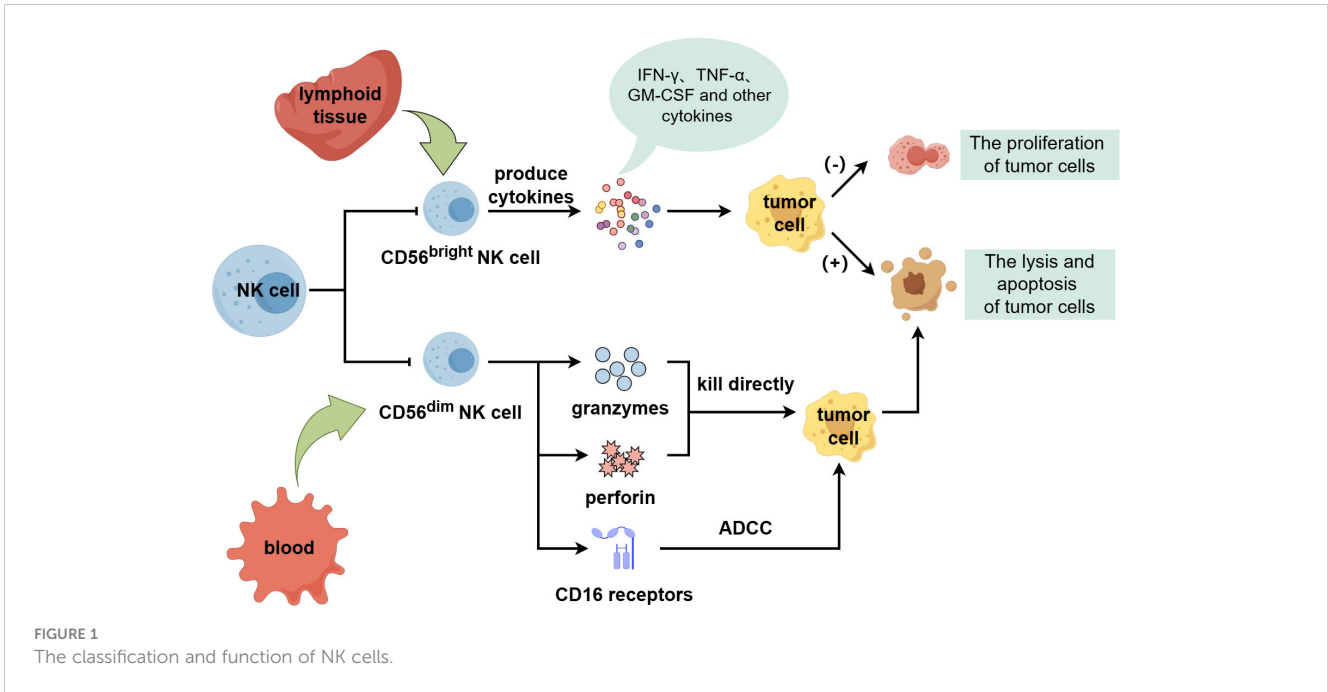 lymphoid
tissue
IFN-γ、TNF-α、
GM-CSF and other
cytokines
produce
cytokines
CD56bright NK cell
tumor
cell
(-)
The proliferation
of tumor cells
(+)
The lysis and
apoptosis
of tumor cells
NK cell
CD56dim NK cell
granzymes
kill directly
tumor
cell
perforin
blood
ADCC
CD16 receptors
FIGURE 1
The classification and function of NK cells.